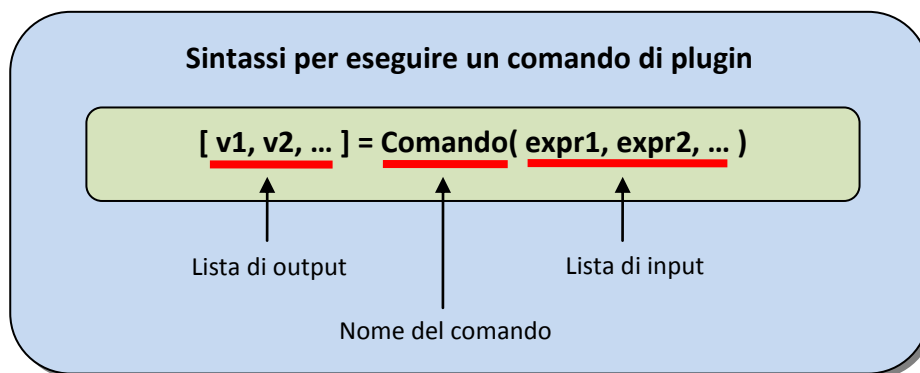 Sintassi per eseguire un comando di plugin
[ v1, v2, … ] = Comando( expr1, expr2, … )
Lista di output
Lista di input
Nome del comando